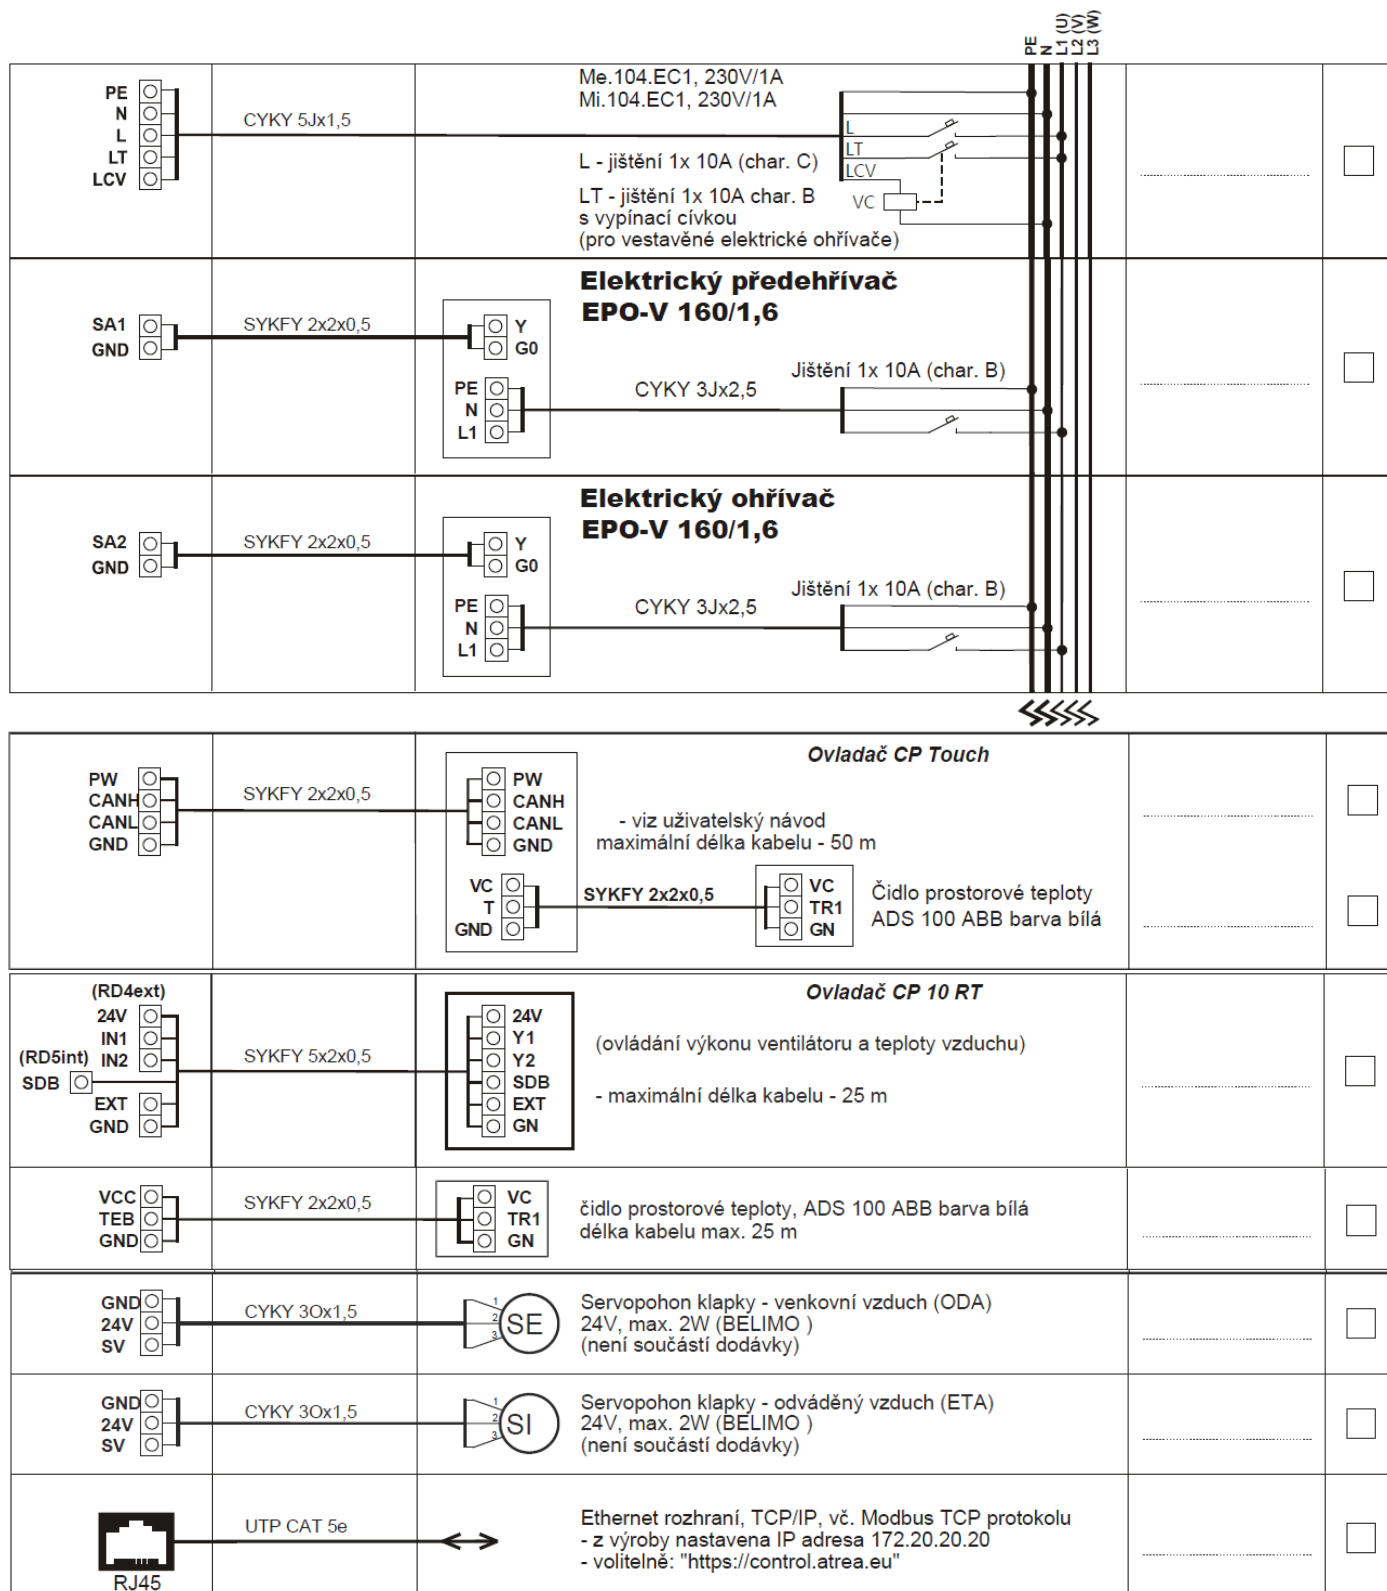 PE
N
L1 (U)
L2 (V)
L3 (W)
PE
N
L
LT
LCV
CYKY 5Jx1,5
Me.104.EC1, 230V/1A
Mi.104.EC1, 230V/1A
L - jištění 1x 10A (char. C)
LT - jištění 1x 10A char. B
s vypínací cívkou
(pro vestavěné elektrické ohřívače)
L
LT
LCV
VC
Elektrický předehřívač
EPO-V 160/1,6
SA1
GND
SYKFY 2x2x0,5
Y
G0
PE
N
L1
CYKY 3Jx2,5
Jištění 1x 10A (char. B)
Elektrický ohřívač
EPO-V 160/1,6
SA2
GND
SYKFY 2x2x0,5
Y
G0
PE
N
L1
CYKY 3Jx2,5
Jištění 1x 10A (char. B)
Ovladač CP Touch
PW
CANH
CANL
GND
SYKFY 2x2x0,5
PW
CANH
CANL
GND
- viz uživatelský návod
maximální délka kabelu - 50 m
VC
T
GND
SYKFY 2x2x0,5
VC
TR1
GN
Čidlo prostorové teploty
ADS 100 ABB barva bílá
Ovladač CP 10 RT
(RD4ext)
24V
IN1
IN2
(RD5int)
SDB
EXT
GND
SYKFY 5x2x0,5
24V
Y1
Y2
SDB
EXT
GN
(ovládání výkonu ventilátoru a teploty vzduchu)
- maximální délka kabelu - 25 m
VCC
TEB
GND
SYKFY 2x2x0,5
VC
TR1
GN
čidlo prostorové teploty, ADS 100 ABB barva bílá
délka kabelu max. 25 m
GND
24V
SV
CYKY 3Ox1,5
1
2
3
SE
Servopohon klapky - venkovní vzduch (ODA)
24V, max. 2W (BELIMO )
(není součástí dodávky)
GND
24V
SV
CYKY 3Ox1,5
1
2
3
SI
Servopohon klapky - odváděný vzduch (ETA)
24V, max. 2W (BELIMO )
(není součástí dodávky)
RJ45
UTP CAT 5e
Ethernet rozhraní, TCP/IP, vč. Modbus TCP protokolu
- z výroby nastavena IP adresa 172.20.20.20
- volitelně: "https://control.atrea.eu"